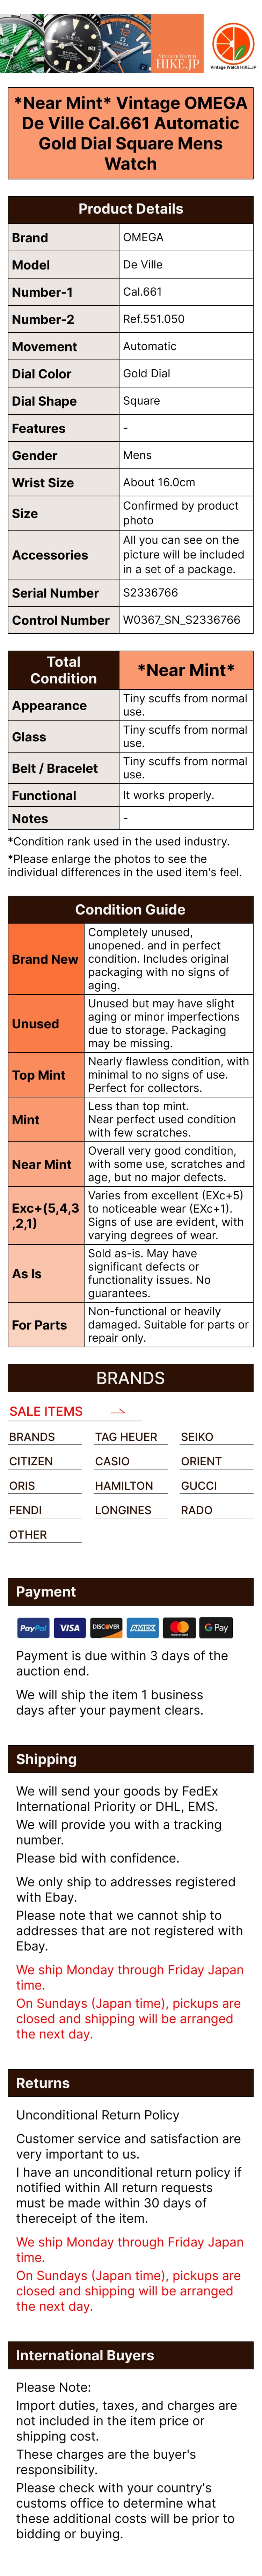 VINTAGE WATCH
HIKE.JP
Vintage Watch HIKE.JP
*Near Mint* Vintage OMEGA
De Ville Cal.661 Automatic
Gold Dial Square Mens
Watch
Product Details
Brand OMEGA
Model De Ville
Number-1 Cal.661
Number-2 Ref.551.050
Movement Automatic
Dial Color Gold Dial
Dial Shape Square
Features -
Gender Mens
Wrist Size About 16.0cm
Size Confirmed by product
photo
Accessories All you can see on the
picture will be included
in a set of a package.
Serial Number S2336766
Control Number W0367_SN_S2336766
Total
Condition *Near Mint*
Appearance Tiny scuffs from normal
use.
Glass Tiny scuffs from normal
use.
Belt / Bracelet Tiny scuffs from normal
use.
Functional It works properly.
Notes -
*Condition rank used in the used industry.
*Please enlarge the photos to see the
individual differences in the used item's feel.
Condition Guide
Brand New Completely unused,
unopened. and in perfect
condition. Includes original
packaging with no signs of
aging.
Unused Unused but may have slight
aging or minor imperfections
due to storage. Packaging
may be missing.
Top Mint Nearly flawless condition, with
minimal to no signs of use.
Perfect for collectors.
Mint Less than top mint.
Near perfect used condition
with few scratches.
Near Mint Overall very good condition,
with some use, scratches and
age, but no major defects.
Exc+(5,4,3
,2,1) Varies from excellent (EXc+5)
to noticeable wear (EXc+1).
Signs of use are evident, with
varying degrees of wear.
As Is Sold as-is. May have
significant defects or
functionality issues. No
guarantees.
For Parts Non-functional or heavily
damaged. Suitable for parts or
repair only.
BRANDS
SALE ITEMS
BRANDS TAG HEUER SEIKO
CITIZEN CASIO ORIENT
ORIS HAMILTON GUCCI
FENDI LONGINES RADO
OTHER
Payment
PayPal VISA DISCOVER AMEX mastercard G Pay
Payment is due within 3 days of the
auction end.
We will ship the item 1 business
days after your payment clears.
Shipping
We will send your goods by FedEx
International Priority or DHL, EMS.
We will provide you with a tracking
number.
Please bid with confidence.
We only ship to addresses registered
with Ebay.
Please note that we cannot ship to
addresses that are not registered with
Ebay.
We ship Monday through Friday Japan
time.
On Sundays (Japan time), pickups are
closed and shipping will be arranged
the next day.
Returns
Unconditional Return Policy
Customer service and satisfaction are
very important to us.
I have an unconditional return policy if
notified within All return requests
must be made within 30 days of
thereceipt of the item.
We ship Monday through Friday Japan
time.
On Sundays (Japan time), pickups are
closed and shipping will be arranged
the next day.
International Buyers
Please Note:
Import duties, taxes, and charges are
not included in the item price or
shipping cost.
These charges are the buyer's
responsibility.
Please check with your country's
customs office to determine what
these additional costs will be prior to
bidding or buying.